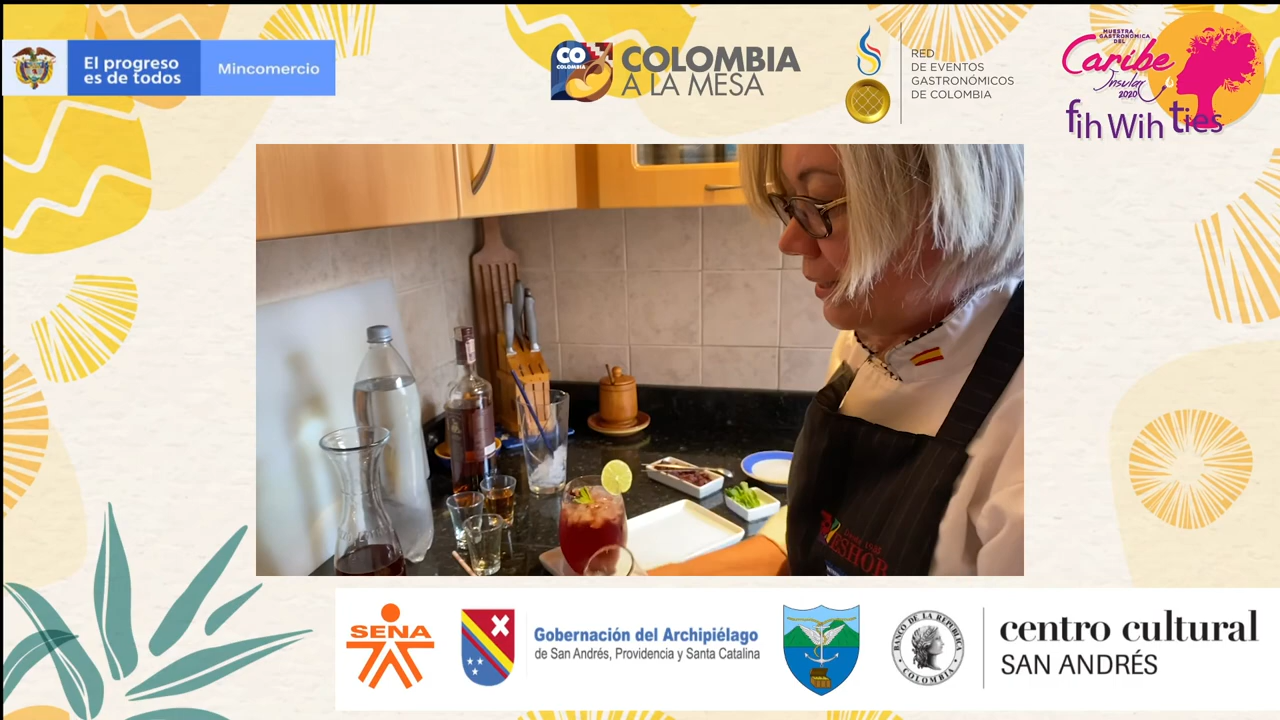 El progreso
es de todos
Mincomercio
CO
COLOMBIA
COLOMBIA
A LA MESA
RED
DE EVENTOS
GASTRONÓMICOS
DE COLOMBIA
MUESTRA
GASTRONÓMICA
DEL
Caribe
Insular
2020
fih Wih ties
SENA
Gobernación del Archipiélago
de San Andrés, Providencia y Santa Catalina
BANCO DE LA REPÚBLICA
COLOMBIA
centro cultural
SAN ANDRÉS